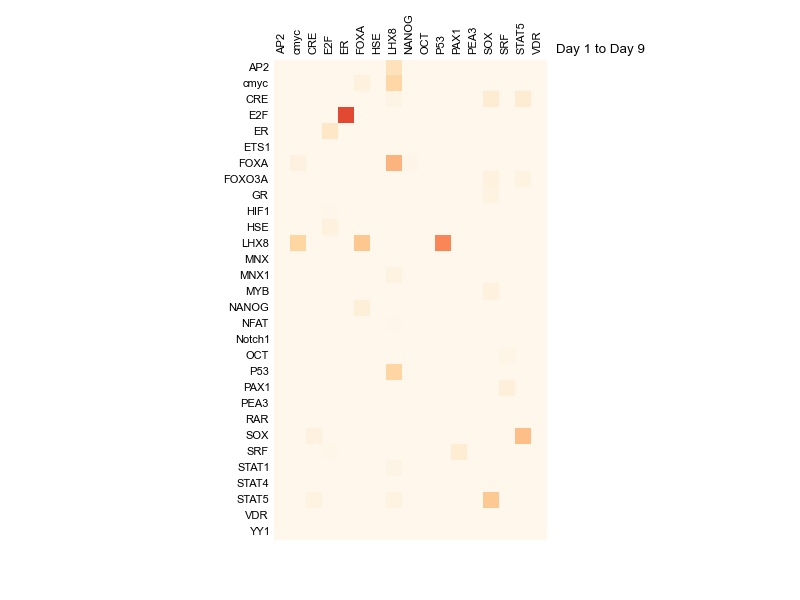 AP2 cmyc CRE E2F ER FOXA HSE LHX8 NANOG OCT P53 PAX1 PEA3 SOX SRF STAT5 VDR
Day 1 to Day 9
AP2
cmyc
CRE
E2F
ER
ETS1
FOXA
FOXO3A
GR
HIF1
HSE
LHX8
MNX
MNX1
MYB
NANOG
NFAT
Notch1
OCT
P53
PAX1
PEA3
RAR
SOX
SRF
STAT1
STAT4
STAT5
VDR
YY1